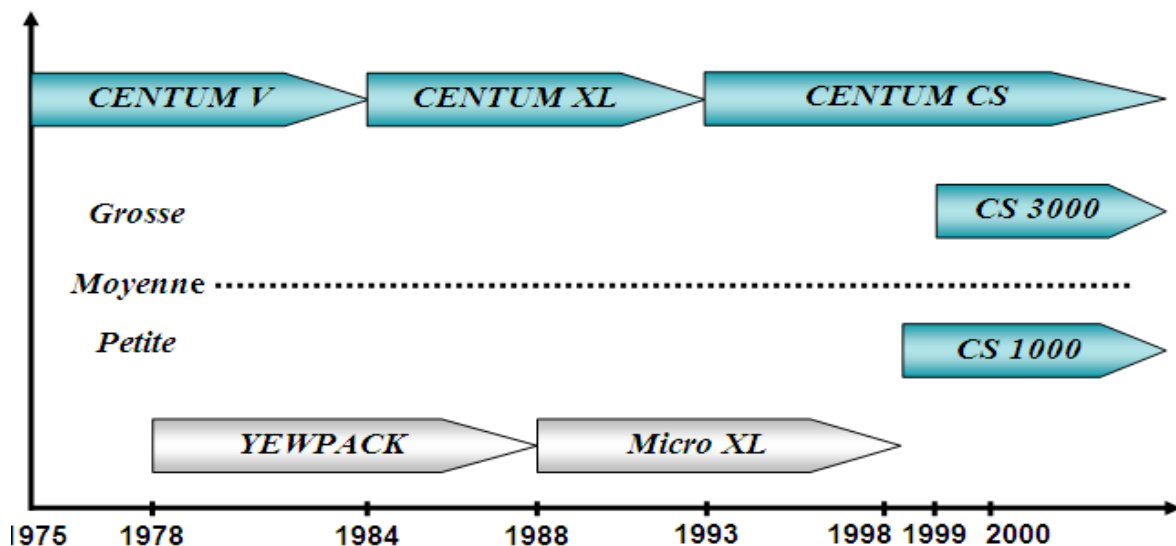 CENTUM V CENTUM XL CENTUM CS
Grosse CS 3000
Moyenne
Petite CS 1000
YEWPACK Micro XL
1975 1978 1984 1988 1993 1998 1999 2000